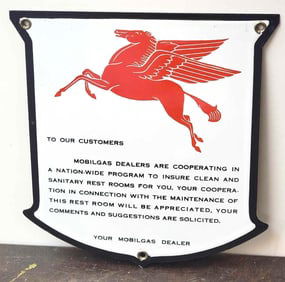 TO OUR CUSTOMERS
MOBILGAS DEALERS ARE COOPERATING IN
A NATION-WIDE PROGRAM TO INSURE CLEAN AND
SANITARY REST ROOMS FOR YOU, YOUR COOPERA-
TION IN CONNECTION WITH THE MAINTENANCE OF
THIS REST ROOM WILL BE APPRECIATED, YOUR
COMMENTS AND SUGGESTIONS ARE SOLICITED.
YOUR MOBILGAS DEALER